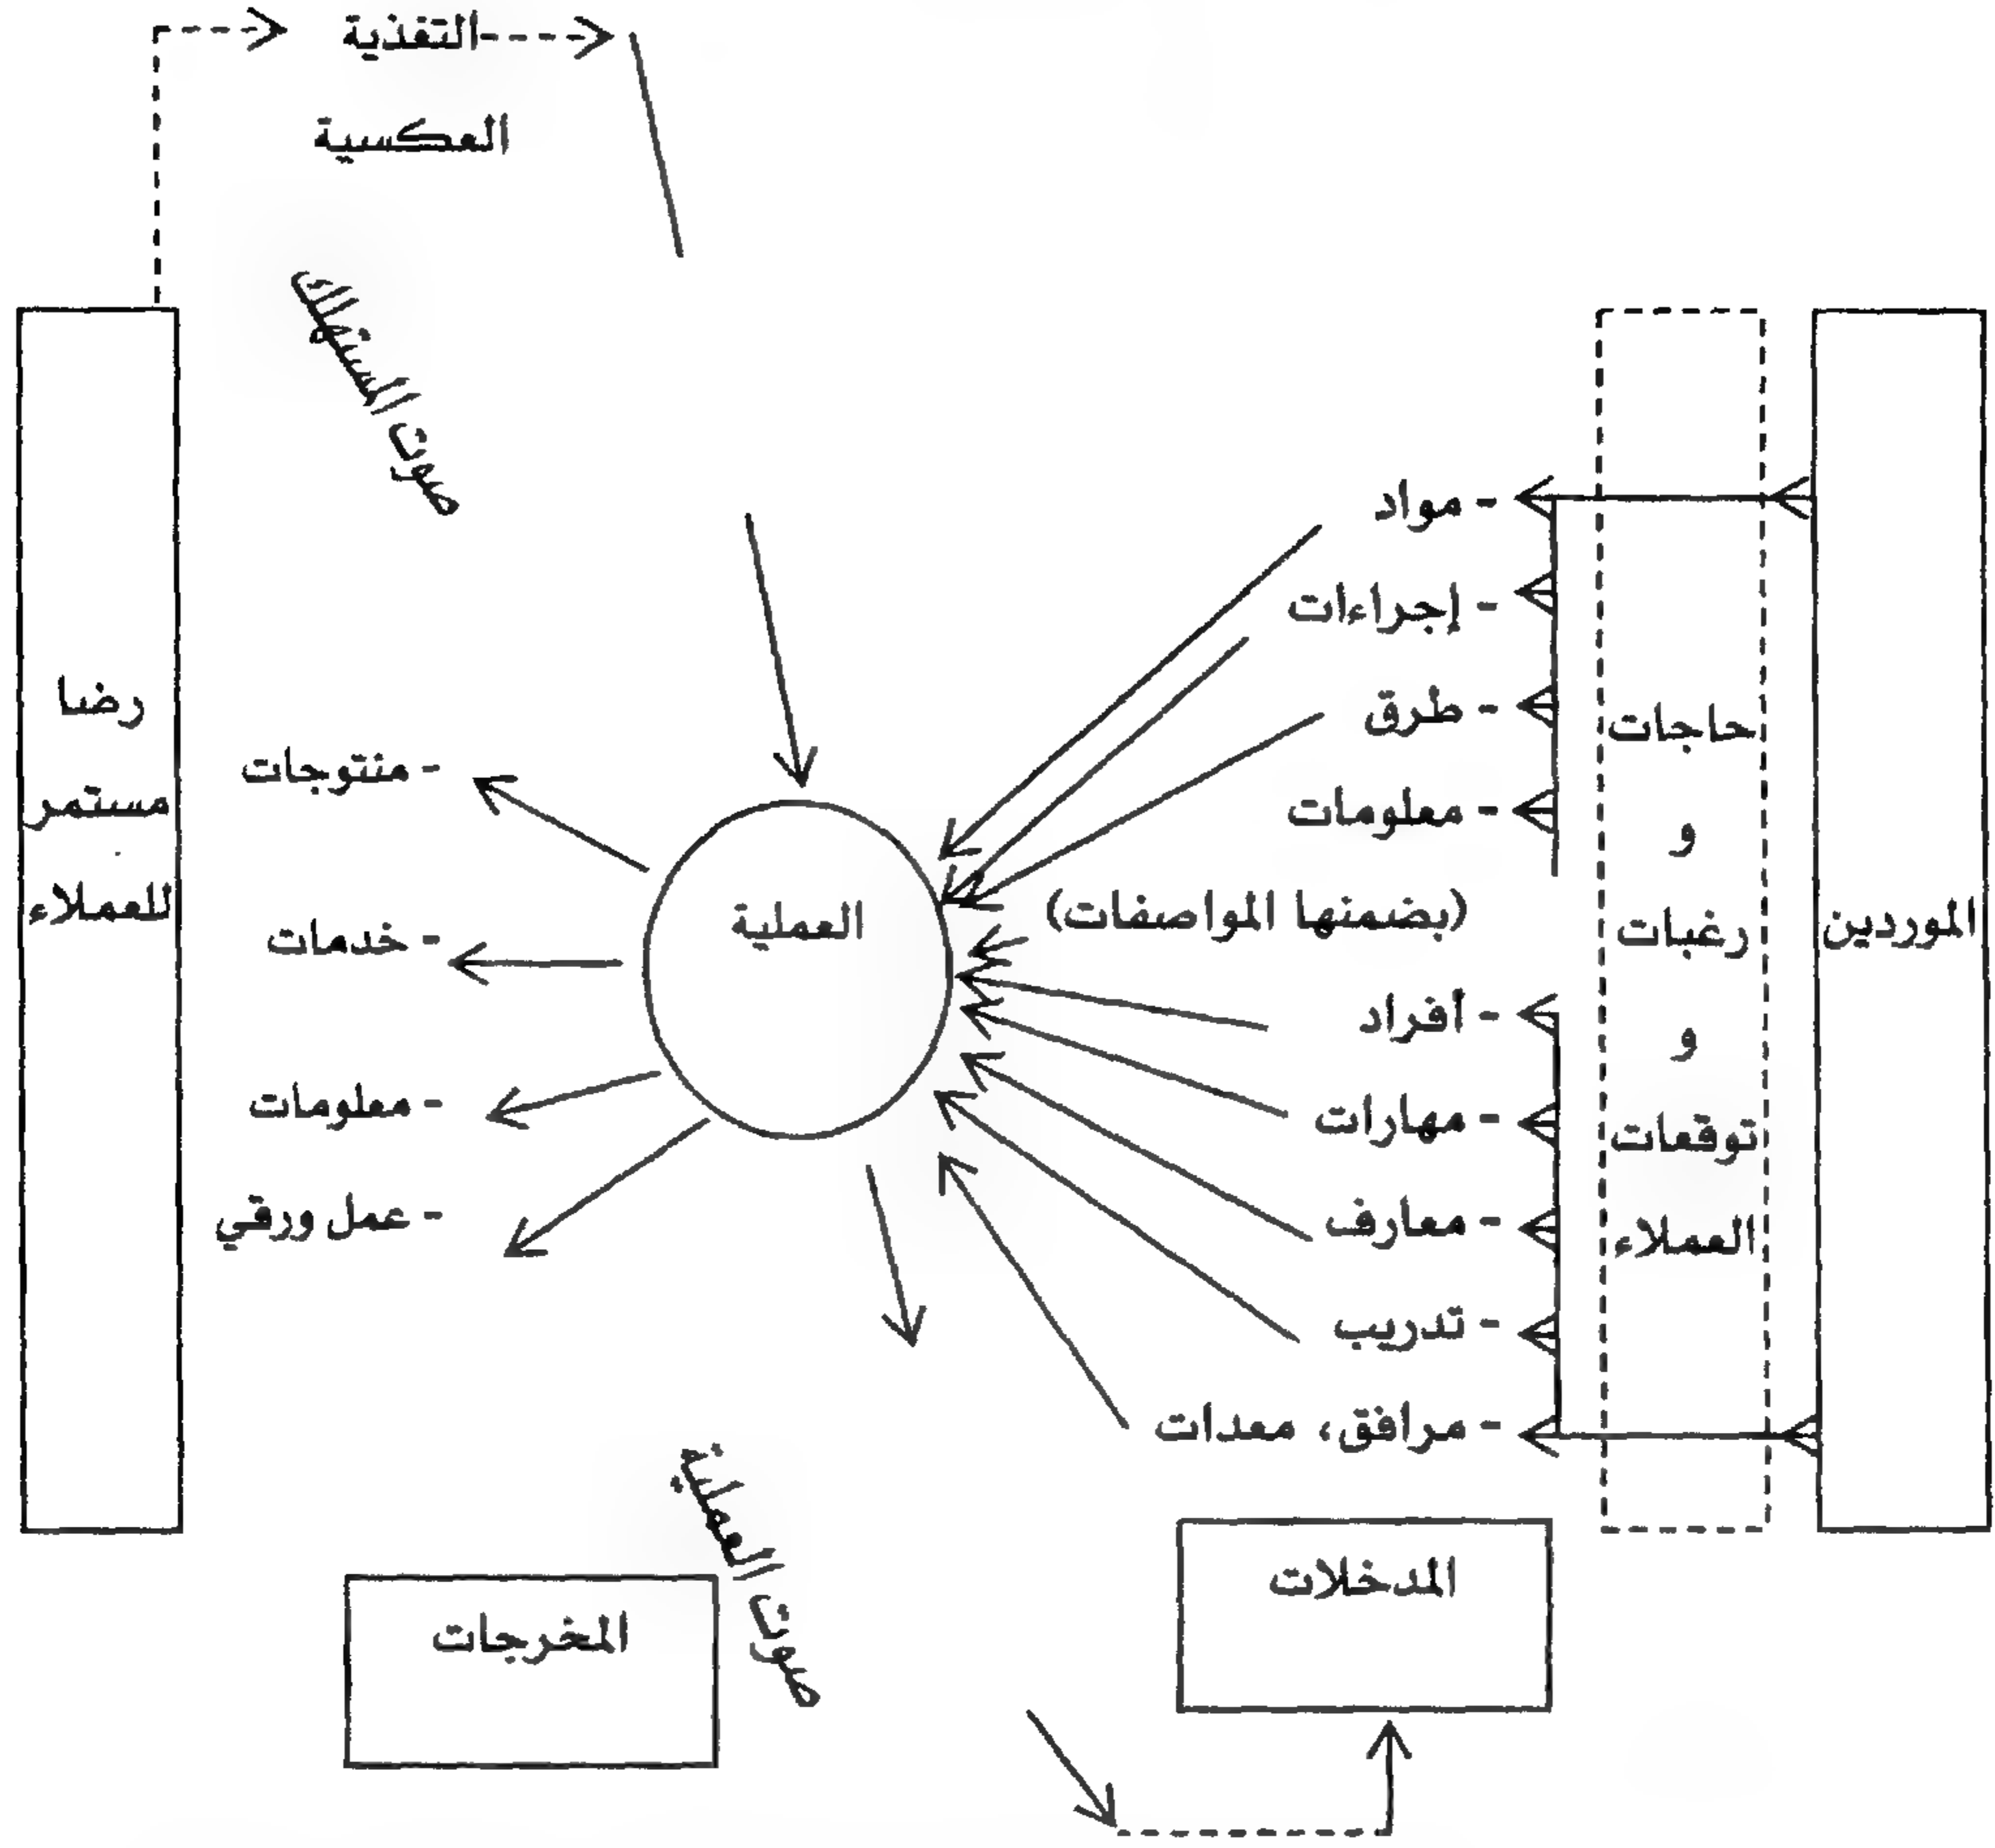 التغذية
العكسية
صوت المستهلك
الموردين
حاجات
و
رغبات
و
توقعات
العملاء
- مواد
- إجراءات
- طرق
- معلومات
(بضمنها المواصفات)
- أفراد
- مهارات
- معارف
- تدريب
- مرافق، معدات
المدخلات
العملية
صوت العملية
- منتوجات
- خدمات
- معلومات
- عمل ورقي
المخرجات
رضا
مستمر
للعملاء